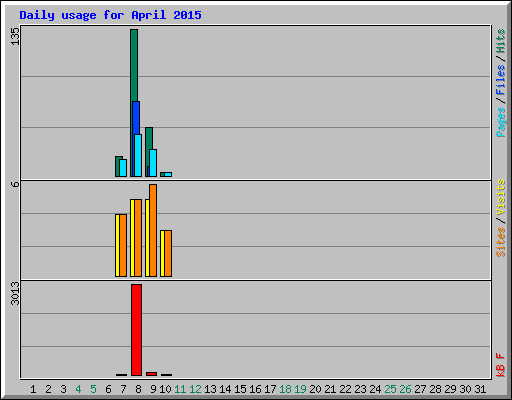 Daily usage for April 2015
135
6
3013
Pages / Files / Hits
Sites / Visits
kB F
1 2 3 4 5 6 7 8 9 10 11 12 13 14 15 16 17 18 19 20 21 22 23 24 25 26 27 28 29 30 31